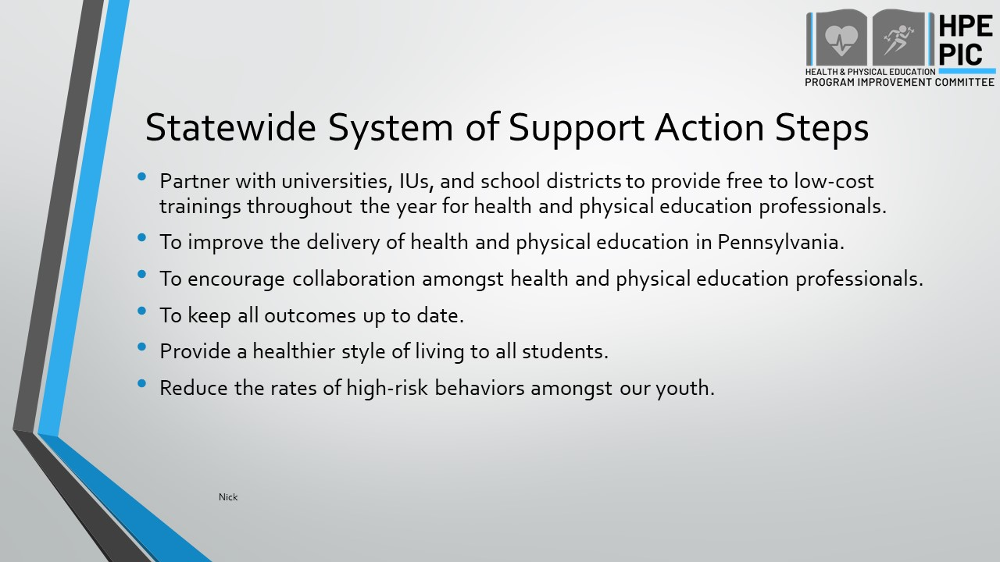 HPE
PIC
HEALTH & PHYSICAL EDUCATION
PROGRAM IMPROVEMENT COMMITTEE
Statewide System of Support Action Steps
• Partner with universities, IUs, and school districts to provide free to low-cost
trainings throughout the year for health and physical education professionals.
• To improve the delivery of health and physical education in Pennsylvania.
• To encourage collaboration amongst health and physical education professionals.
• To keep all outcomes up to date.
• Provide a healthier style of living to all students.
• Reduce the rates of high-risk behaviors amongst our youth.
Nick